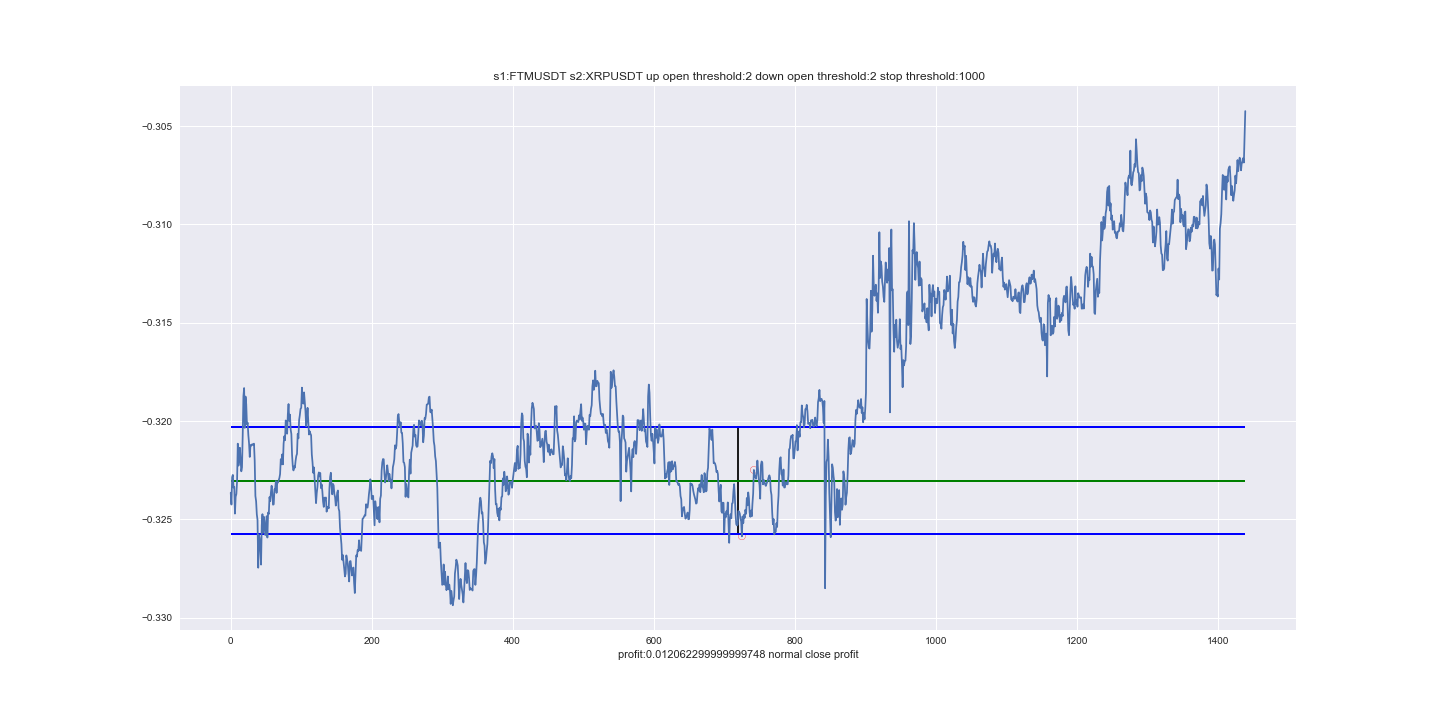 s1:FTMUSDT s2:XRPUSDT up open threshold:2 down open threshold:2 stop threshold:1000
−0.305
−0.310
−0.315
−0.320
−0.325
−0.330
0 200 400 600 800 1000 1200 1400
profit:0.012062299999999748 normal close profit